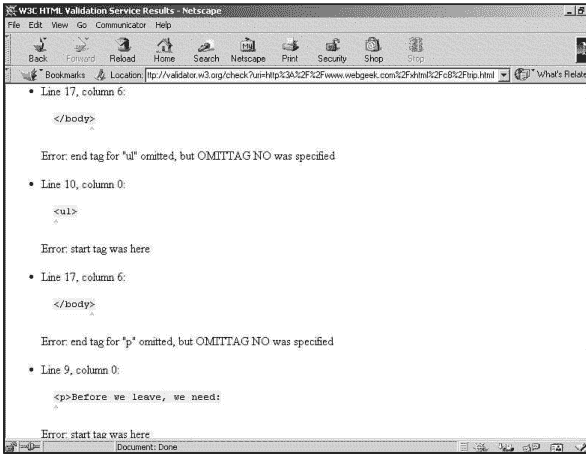 W3C HTML Validation Service Results - Netscape
File Edit View Go Communicator Help
Back Forward Reload Home Search Netscape Print Security Shop Stop
Bookmarks Location: ttp://validator.w3.org/check?uri=http%3A%2F%2Fwww.webgeek.com%2Fxhtml%2Fc8%2Ftrip.html What's Relate
• Line 17, column 6:
</body>
^
Error: end tag for "ul" omitted, but OMITTAG NO was specified
• Line 10, column 0:
<ul>
^
Error: start tag was here
• Line 17, column 6:
</body>
^
Error: end tag for "p" omitted, but OMITTAG NO was specified
• Line 9, column 0:
<p>Before we leave, we need:
^
Error: start tag was here
Document: Done